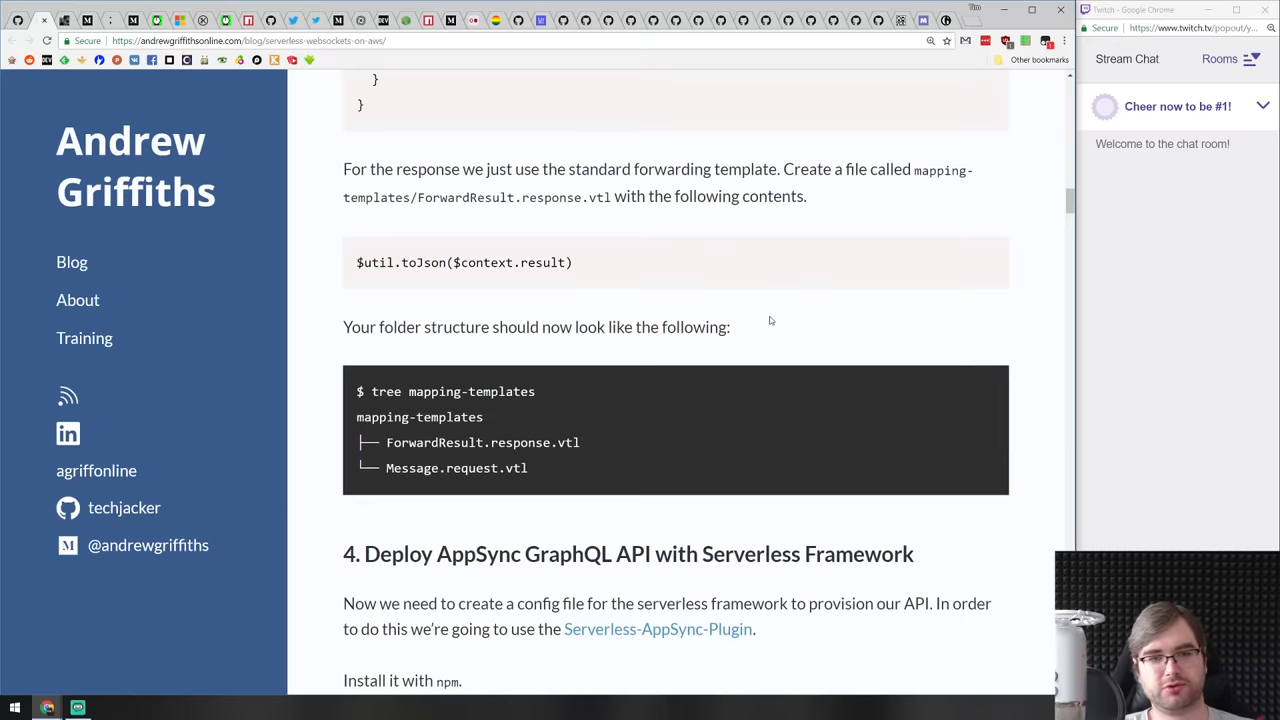 Tim
Twitch - Google Chrome
Secure
https://andrewgriffithsonline.com/blog/serverless-websockets-on-aws/
Secure
https://www.twitch.tv/popout/y...
Other bookmarks
Stream Chat
Rooms
Cheer now to be #1!
Welcome to the chat room!
Andrew
Griffiths
Blog
About
Training
agriffonline
techjacker
@andrewgriffiths
}
}
For the response we just use the standard forwarding template. Create a file called mapping-
templates/ForwardResult.response.vtl with the following contents.
$util.toJson($context.result)
Your folder structure should now look like the following:
$ tree mapping-templates
mapping-templates
├── ForwardResult.response.vtl
└── Message.request.vtl
4. Deploy AppSync GraphQL API with Serverless Framework
Now we need to create a config file for the serverless framework to provision our API. In order
to do this we're going to use the Serverless-AppSync-Plugin.
Install it with npm.